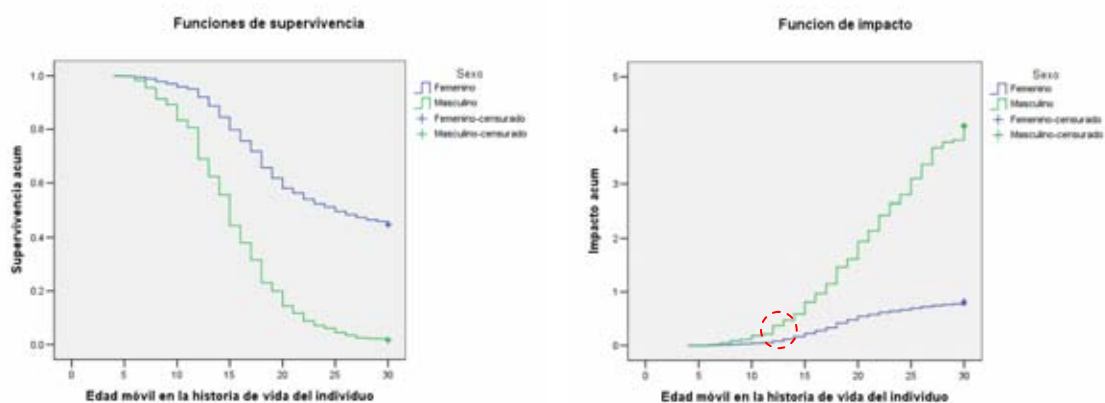 Funciones de supervivencia
Supervivencia acum
1.0
0.8
0.6
0.4
0.2
0.0
0
5
10
15
20
25
30
Edad móvil en la historia de vida del individuo
Sexo
Femenino
Masculino
Femenino-censurado
Masculino-censurado
Funcion de impacto
Impacto acum
5
4
3
2
1
0
0
5
10
15
20
25
30
Edad móvil en la historia de vida del individuo
Sexo
Femenino
Masculino
Femenino-censurado
Masculino-censurado